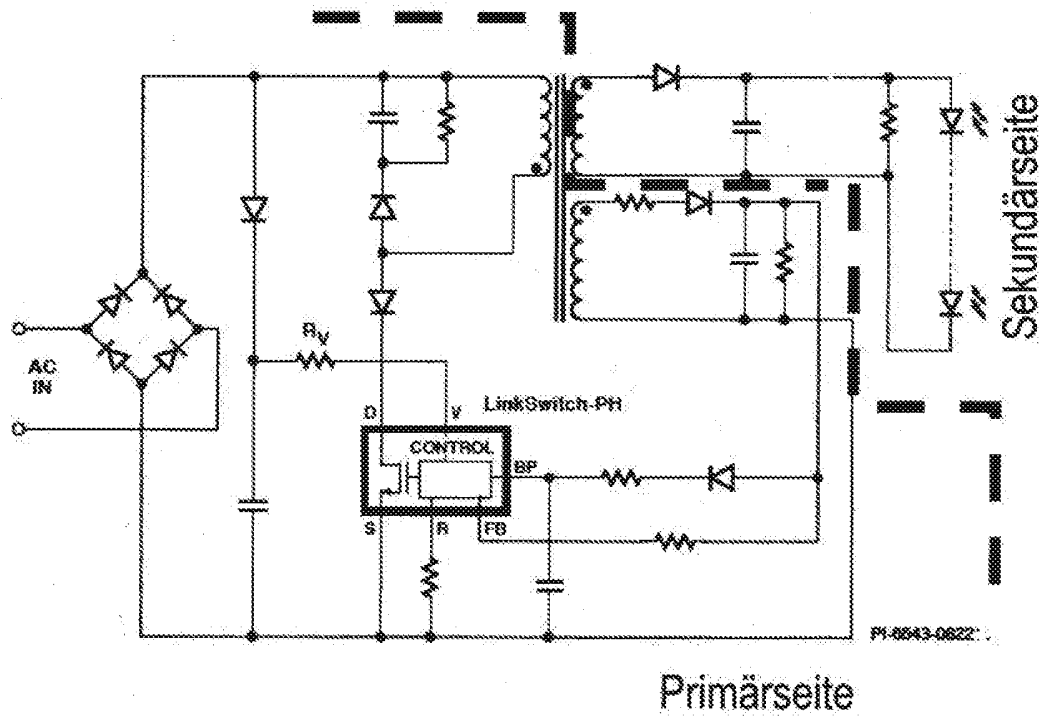 Sekundärseite
AC
IN
RV
D
V
LinkSwitch-PH
CONTROL
BP
S
R
FB
Primärseite